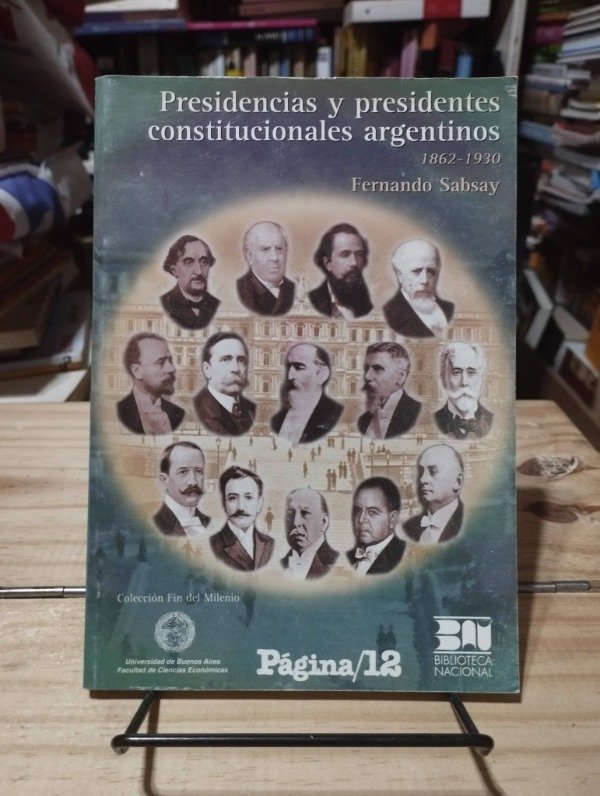 Presidencias y presidentes
constitucionales argentinos
1862-1930
Fernando Sabsay
Colección Fin del Milenio
Universidad de Buenos Aires
Facultad de Ciencias Económicas
Página/12
BN
BIBLIOTECA
NACIONAL